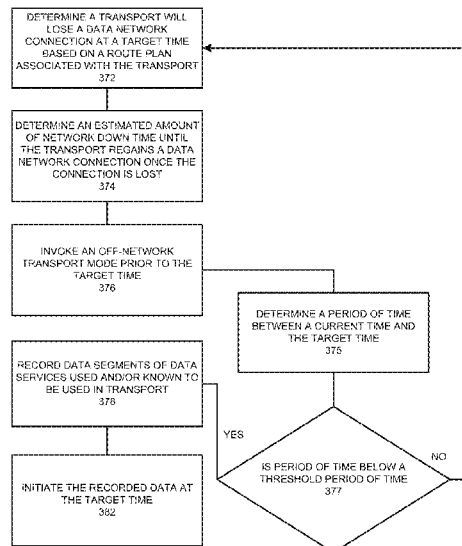 DETERMINE A TRANSPORT WILL
LOSE A DATA NETWORK
CONNECTION AT A TARGET TIME
BASED ON A ROUTE PLAN
ASSOCIATED WITH THE TRANSPORT
372
DETERMINE AN ESTIMATED AMOUNT
OF NETWORK DOWN TIME UNTIL
THE TRANSPORT REGAINS A DATA
NETWORK CONNECTION ONCE THE
CONNECTION IS LOST
374
INVOKE AN OFF-NETWORK
TRANSPORT MODE PRIOR TO THE
TARGET TIME
376
DETERMINE A PERIOD OF TIME
BETWEEN A CURRENT TIME AND
THE TARGET TIME
375
RECORD DATA SEGMENTS OF DATA
SERVICES USED AND/OR KNOWN TO
BE USED IN TRANSPORT
378
YES
IS PERIOD OF TIME BELOW A
THRESHOLD PERIOD OF TIME
377
NO
INITIATE THE RECORDED DATA AT
THE TARGET TIME
382